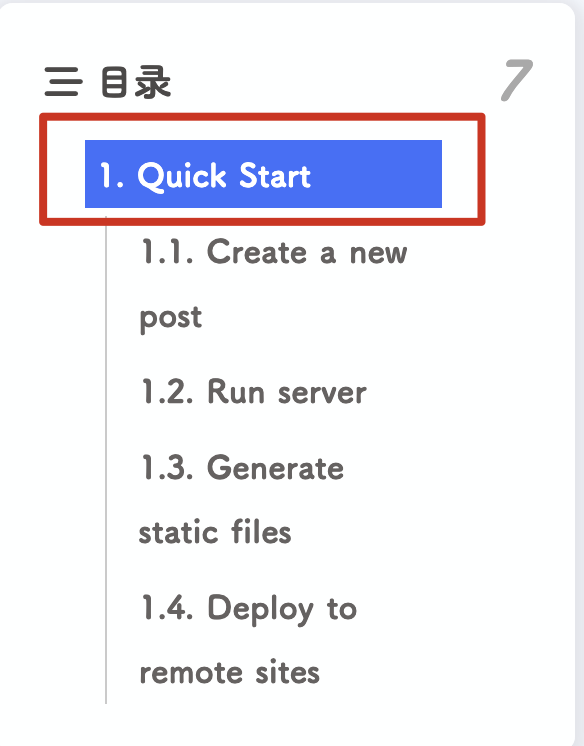 目录
7
1. Quick Start
1.1. Create a new
post
1.2. Run server
1.3. Generate
static files
1.4. Deploy to
remote sites